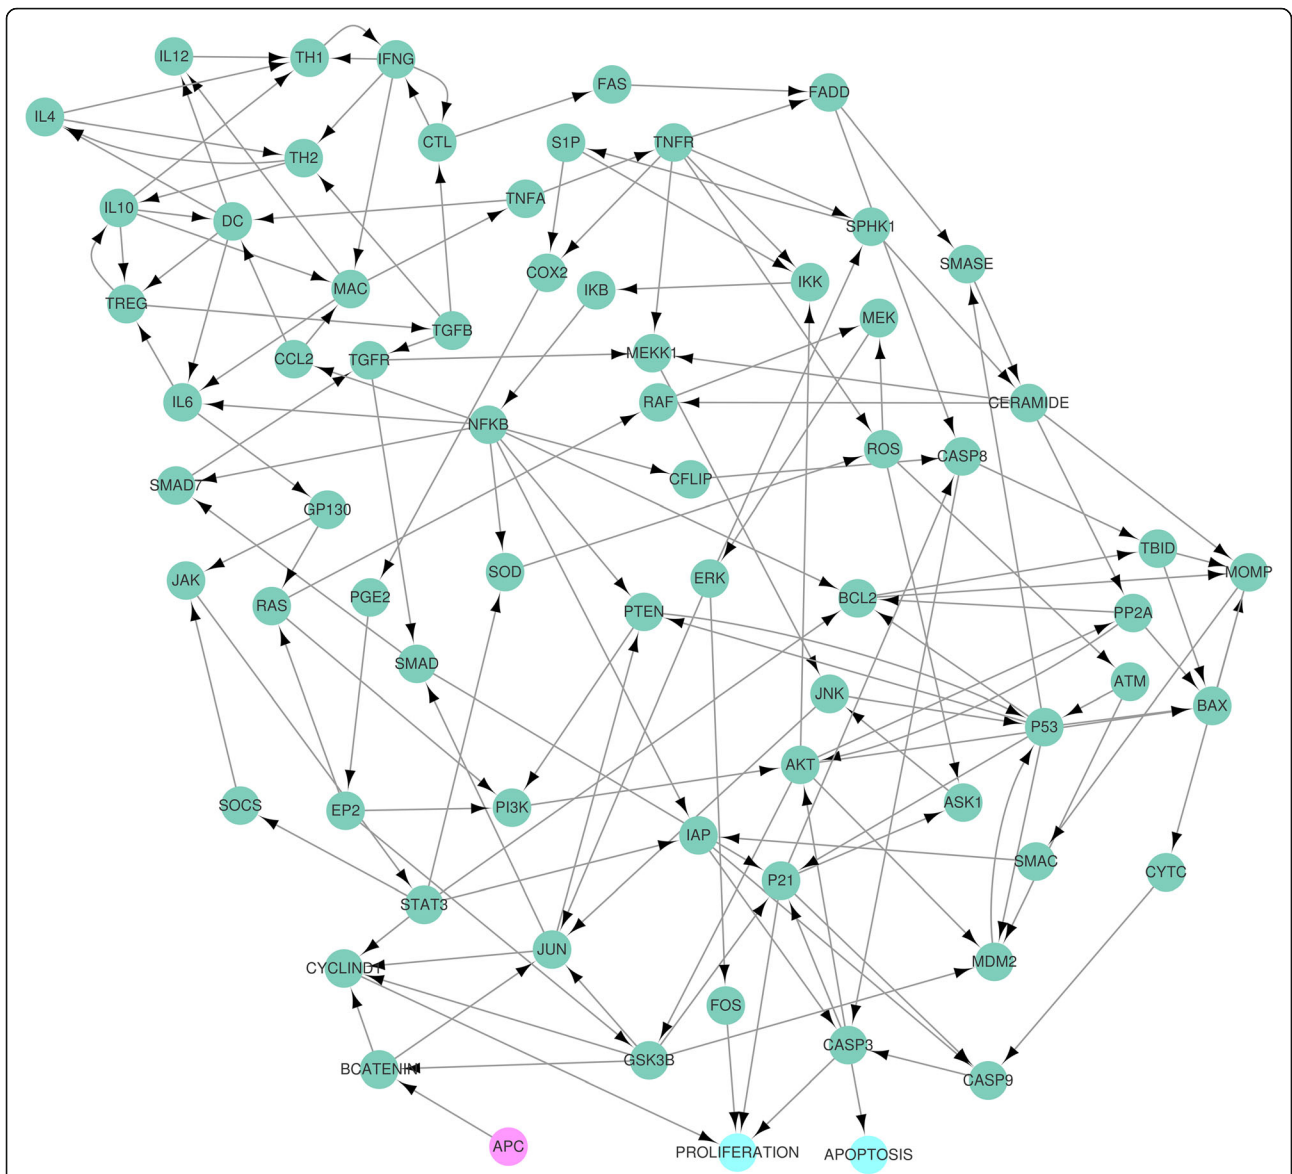 IL12
TH1
IFNG
FAS
FADD
IL4
CTL
S1P
TNFR
TH2
TNFA
IL10
DC
SPHK1
SMASE
COX2
IKB
IKK
MAC
TREG
MEK
TGFB
CCL2
TGFR
MEKK1
IL6
RAF
CERAMIDE
NFKB
ROS
CASP8
CFLIP
SMAD7
GP130
TBID
MOMP
JAK
SOD
ERK
RAS
PGE2
BCL2
PTEN
PP2A
SMAD
ATM
JNK
BAX
P53
AKT
SOCS
EP2
PI3K
ASK1
IAP
SMAC
CYTC
P21
STAT3
JUN
MDM2
CYCLIND1
FOS
CASP3
GSK3B
BCATENIN
CASP9
APC
PROLIFERATION
APOPTOSIS